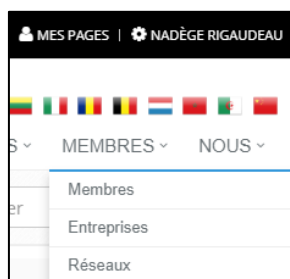 MES PAGES | NADÈGE RIGAUDEAU
MEMBRES NOUS
Membres
Entreprises
Réseaux